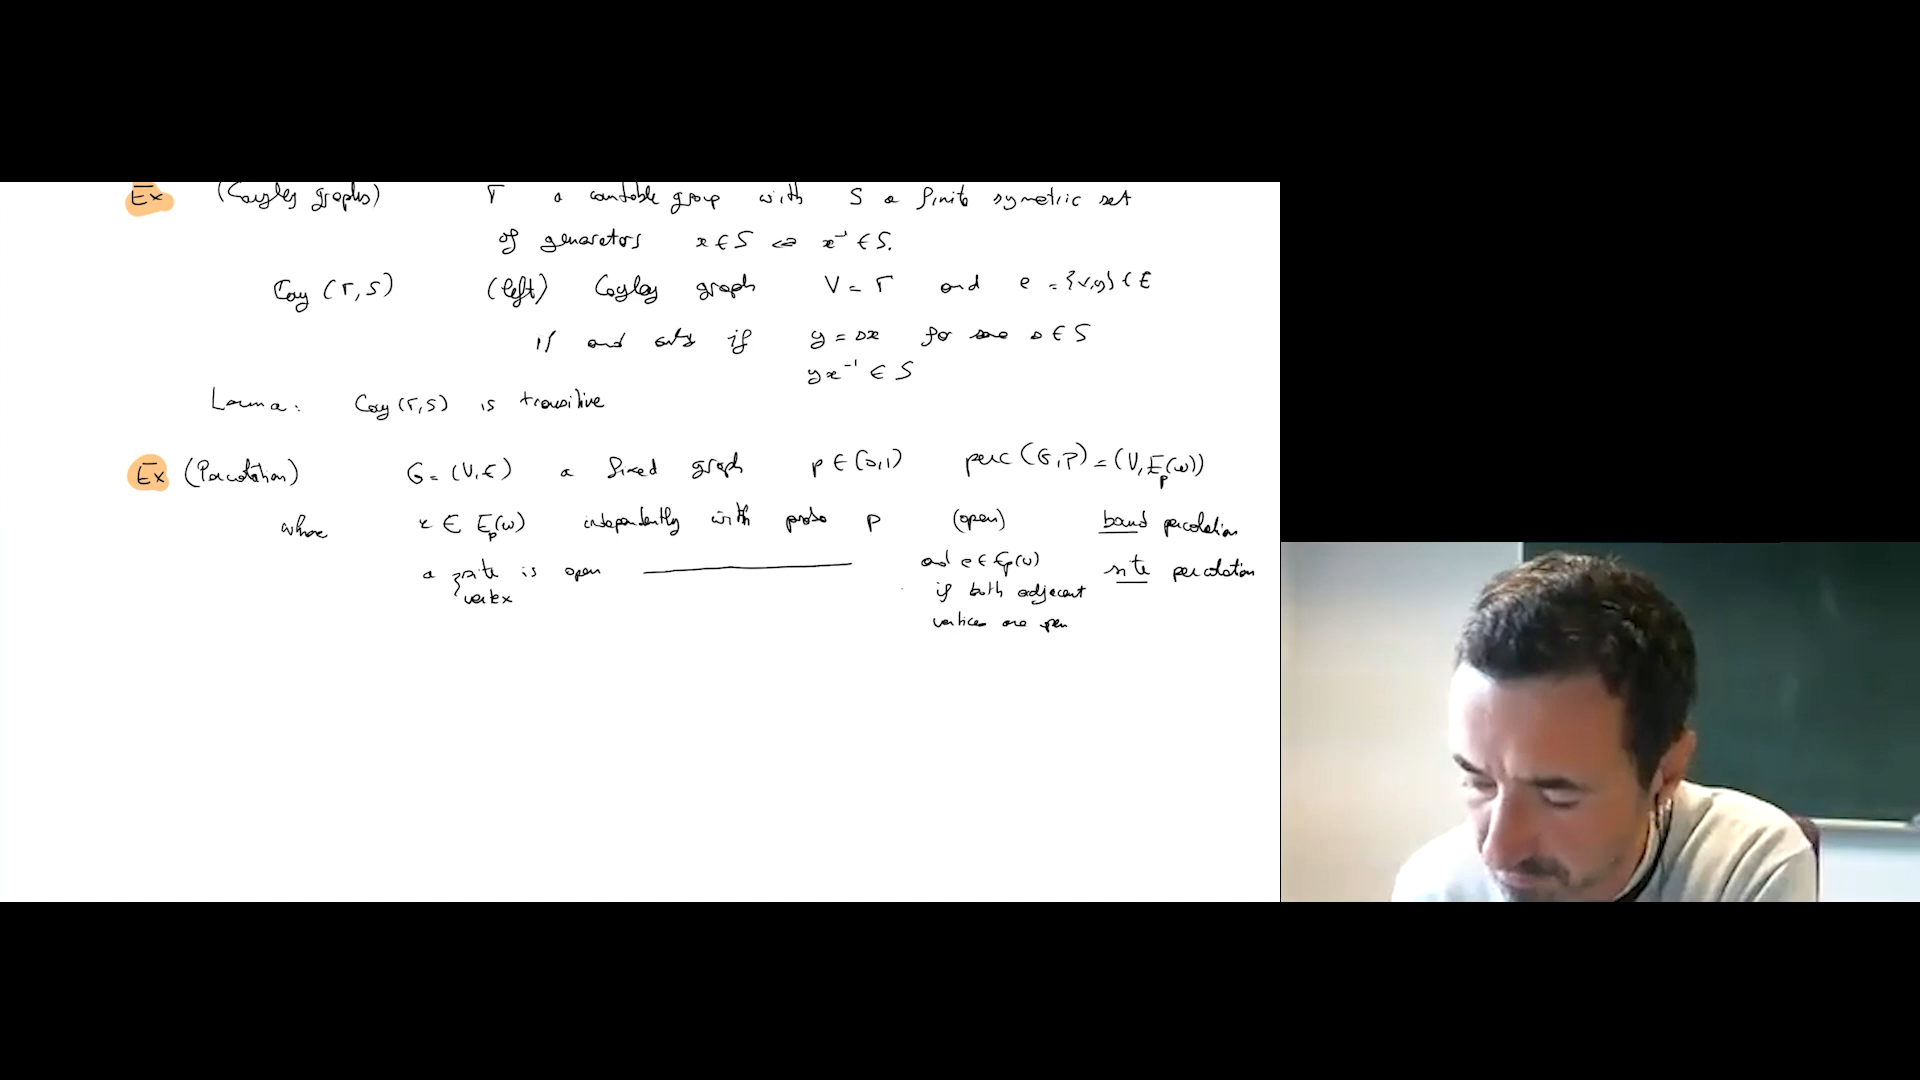 Ex (Cayley graphs) Γ a countable group with S a finite symetric set
of generators x ∈ S ⇔ x⁻¹ ∈ S.
Cay (Γ, S) (left) Cayley graph V = Γ and e = {x,y} ∈ E
if and only if y = sx for some s ∈ S
yx⁻¹ ∈ S
Lemma: Cay (Γ, S) is transitive
Ex (Percolation) G = (V, E) a fixed graph p ∈ (0,1) perc (G, p) = (V, E_p(ω))
where e ∈ E_p(ω) independently with proba p (open) bond percolation
a site is open ———— and e ∈ E_p(ω) site percolation
vertex if both adjacent
vertices are open